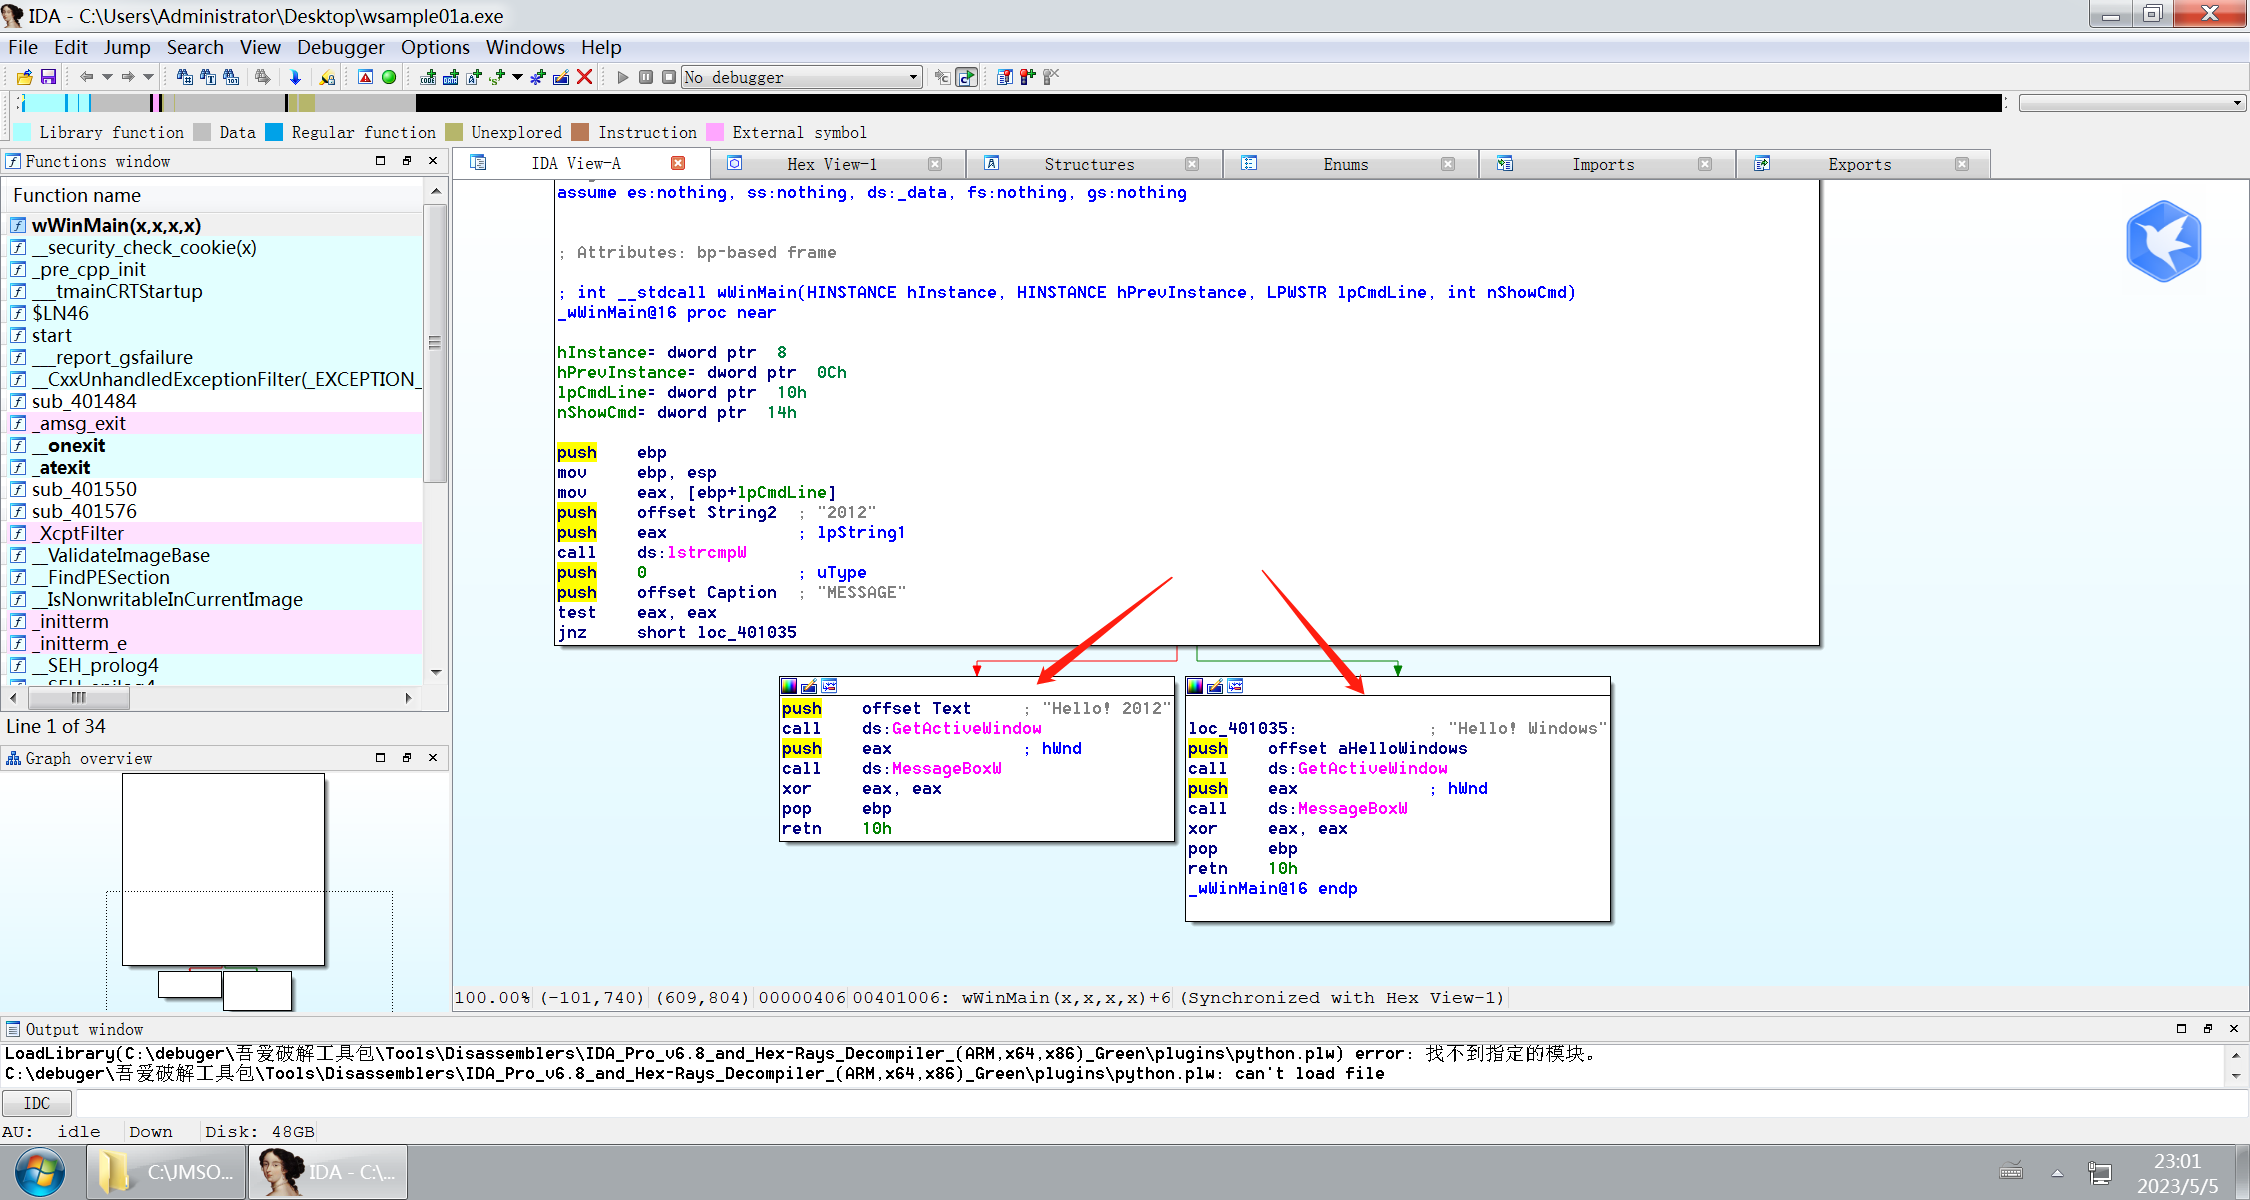 IDA - C:\Users\Administrator\Desktop\wsample01a.exe
File Edit Jump Search View Debugger Options Windows Help
No debugger
Library function Data Regular function Unexplored Instruction External symbol
Functions window
IDA View-A Hex View-1 Structures Enums Imports Exports
Function name
wWinMain(x,x,x,x)
__security_check_cookie(x)
_pre_cpp_init
___tmainCRTStartup
$LN46
start
___report_gsfailure
__CxxUnhandledExceptionFilter(_EXCEPTION_
sub_401484
_amsg_exit
__onexit
_atexit
sub_401550
sub_401576
_XcptFilter
__ValidateImageBase
__FindPESection
__IsNonwritableInCurrentImage
_initterm
_initterm_e
__SEH_prolog4
Line 1 of 34
Graph overview
assume es:nothing, ss:nothing, ds:_data, fs:nothing, gs:nothing
; Attributes: bp-based frame
; int __stdcall wWinMain(HINSTANCE hInstance, HINSTANCE hPrevInstance, LPWSTR lpCmdLine, int nShowCmd)
_wWinMain@16 proc near
hInstance= dword ptr  8
hPrevInstance= dword ptr  0Ch
lpCmdLine= dword ptr  10h
nShowCmd= dword ptr  14h
push ebp
mov ebp, esp
mov eax, [ebp+lpCmdLine]
push offset String2 ; "2012"
push eax ; lpString1
call ds:lstrcmpW
push 0 ; uType
push offset Caption ; "MESSAGE"
test eax, eax
jnz short loc_401035
push offset Text ; "Hello! 2012"
call ds:GetActiveWindow
push eax ; hWnd
call ds:MessageBoxW
xor eax, eax
pop ebp
retn 10h
loc_401035: ; "Hello! Windows"
push offset aHelloWindows
call ds:GetActiveWindow
push eax ; hWnd
call ds:MessageBoxW
xor eax, eax
pop ebp
retn 10h
_wWinMain@16 endp
100.00% (-101,740) (609,804) 00000406 00401006: wWinMain(x,x,x,x)+6 (Synchronized with Hex View-1)
Output window
LoadLibrary(C:\debuger\吾爱破解工具包\Tools\Disassemblers\IDA_Pro_v6.8_and_Hex-Rays_Decompiler_(ARM,x64,x86)_Green\plugins\python.plw) error: 找不到指定的模块。
C:\debuger\吾爱破解工具包\Tools\Disassemblers\IDA_Pro_v6.8_and_Hex-Rays_Decompiler_(ARM,x64,x86)_Green\plugins\python.plw: can't load file
IDC
AU: idle Down Disk: 48GB
C:\JMSO... IDA - C:\...
23:01
2023/5/5